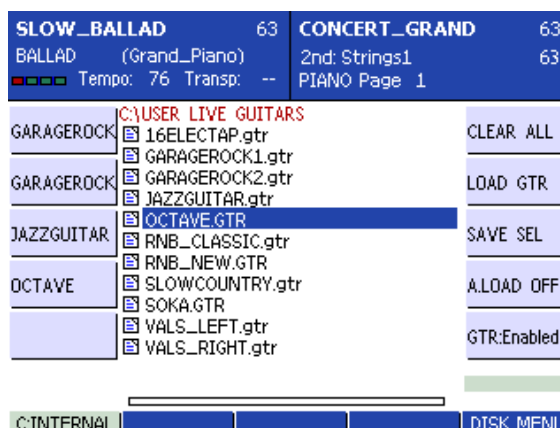 SLOW_BALLAD 63
BALLAD (Grand_Piano)
Tempo: 76 Transp: --
CONCERT_GRAND 63
2nd: Strings1 63
PIANO Page 1
GARAGEROCK
GARAGEROCK
JAZZGUITAR
OCTAVE
C:\USER LIVE GUITARS
16ELECTAP.gtr
GARAGEROCK1.gtr
GARAGEROCK2.gtr
JAZZGUITAR.gtr
OCTAVE.GTR
RNB_CLASSIC.gtr
RNB_NEW.GTR
SLOWCOUNTRY.gtr
SOKA.GTR
VALS_LEFT.gtr
VALS_RIGHT.gtr
CLEAR ALL
LOAD GTR
SAVE SEL
A.LOAD OFF
GTR:Enabled
C:INTERNAL
DISK MENU